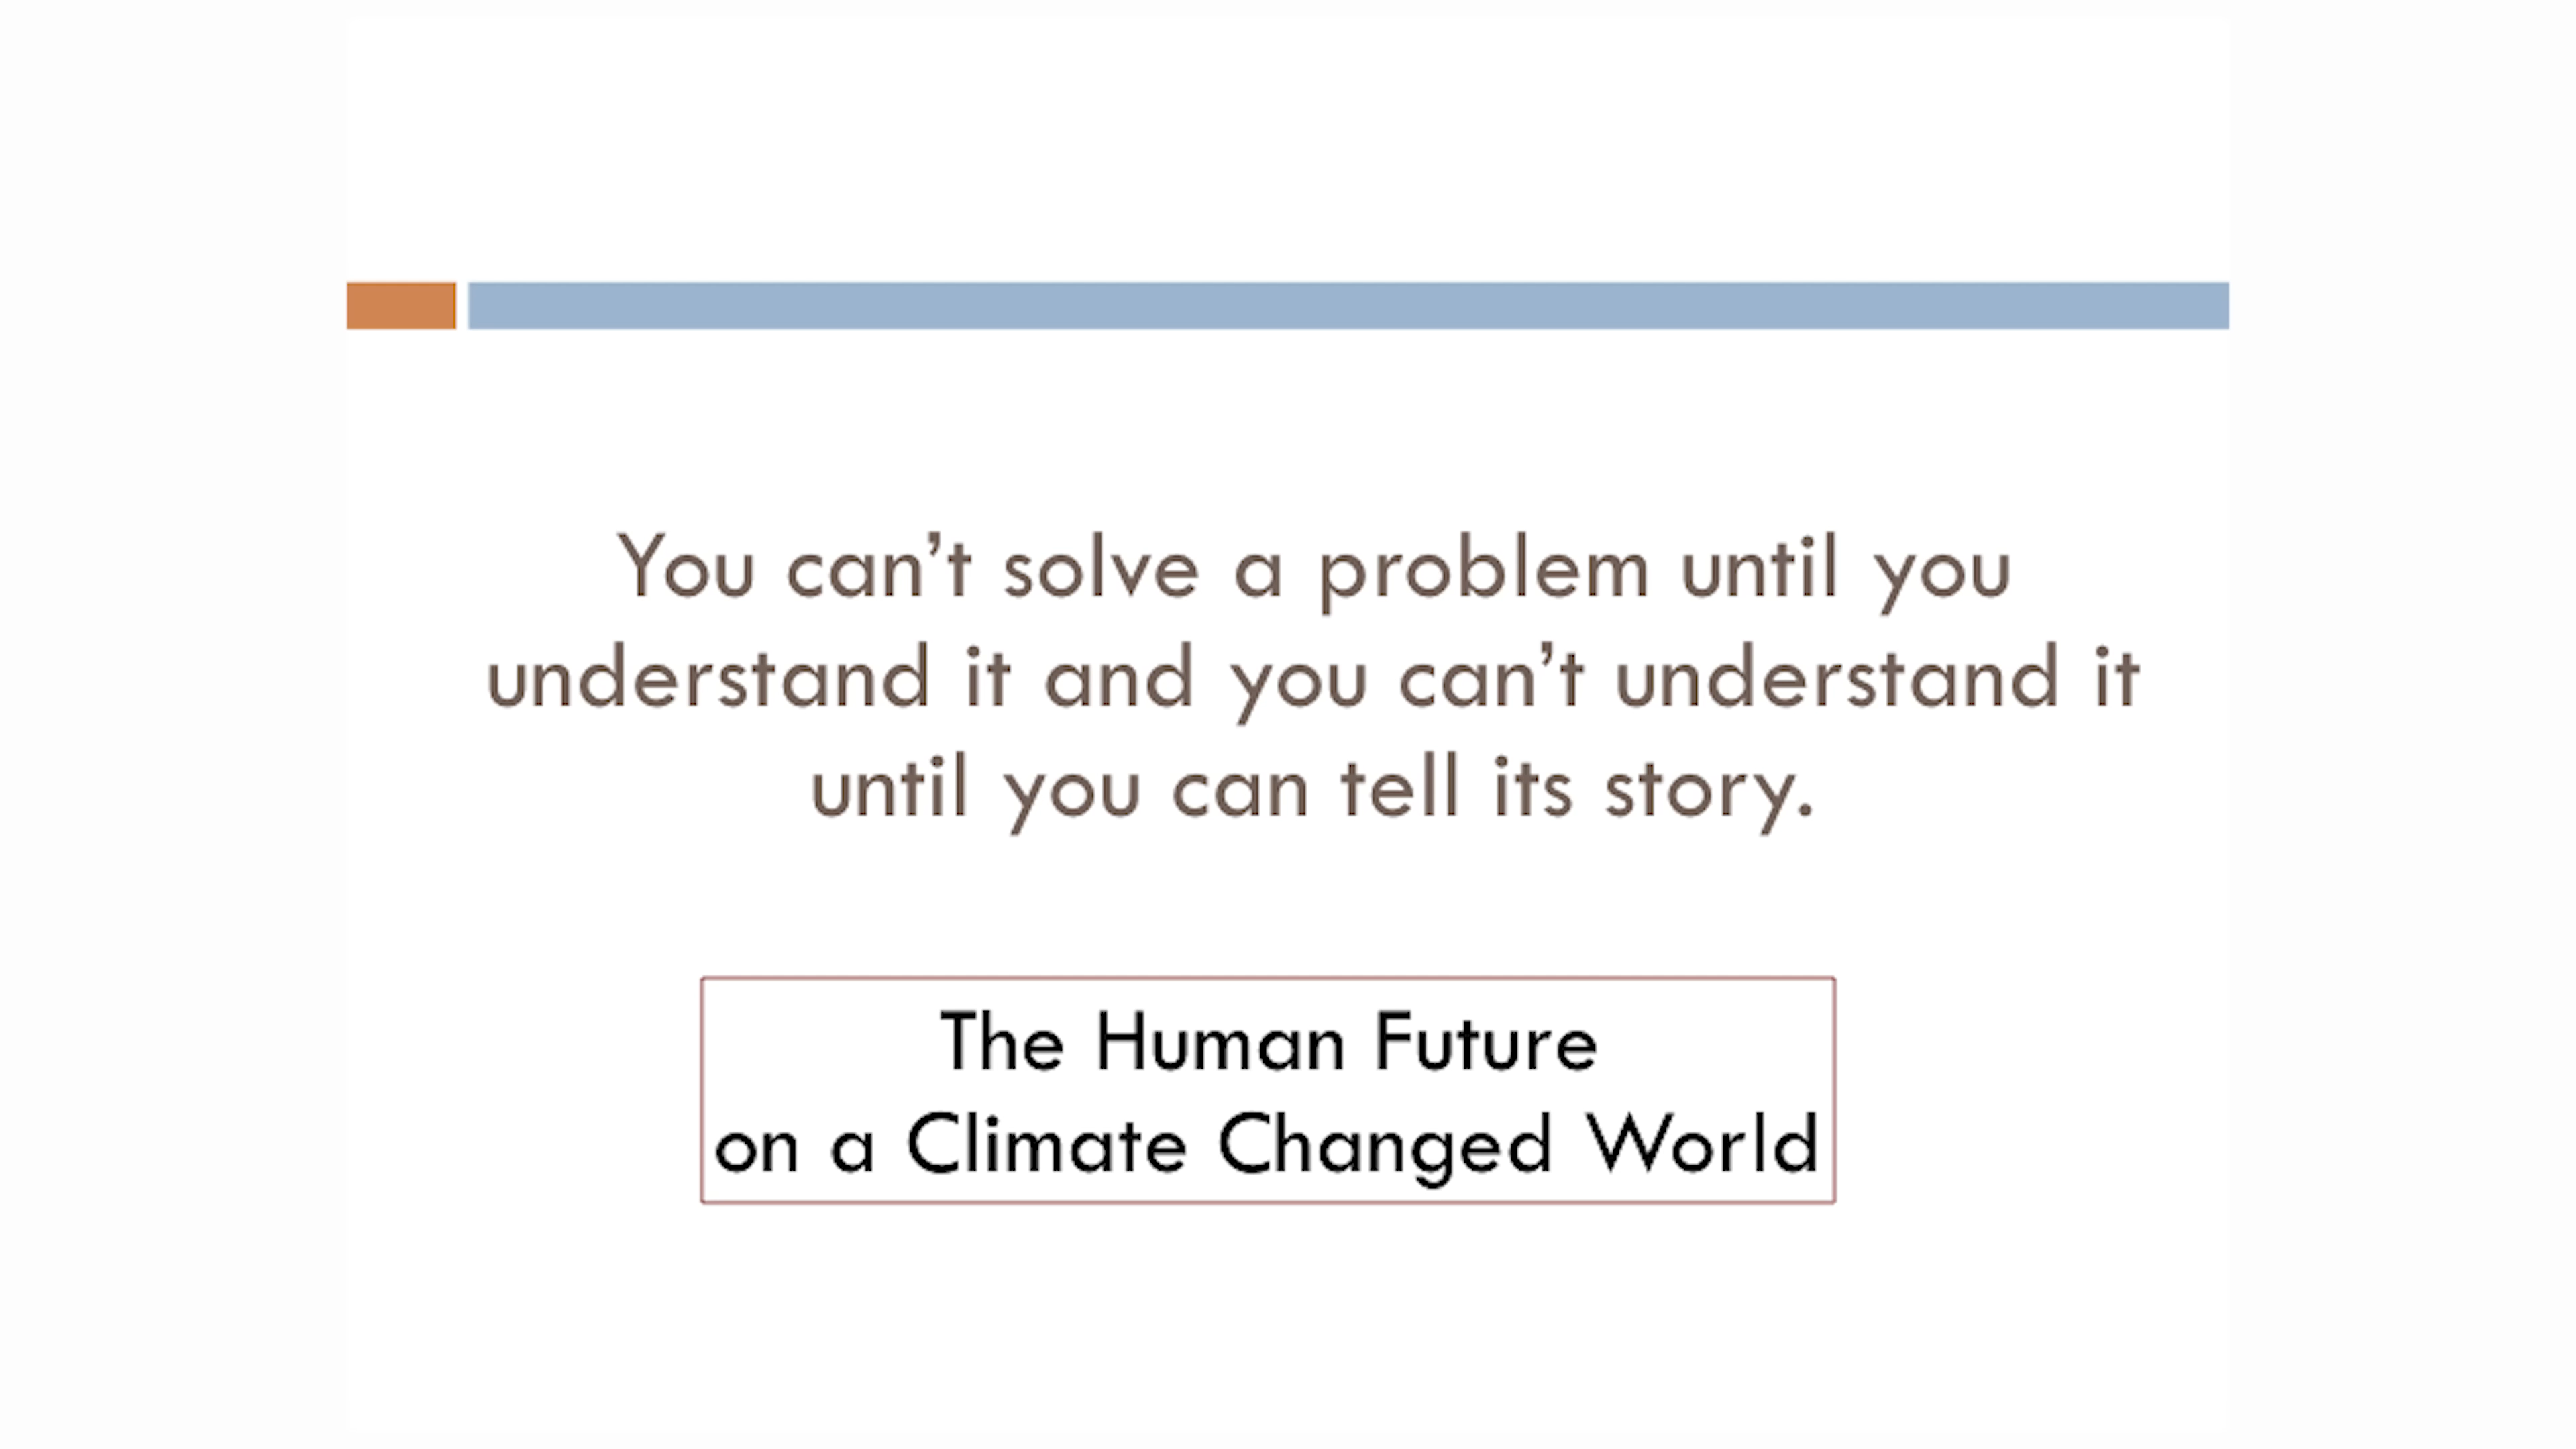 You can’t solve a problem until you
understand it and you can’t understand it
until you can tell its story.
The Human Future
on a Climate Changed World